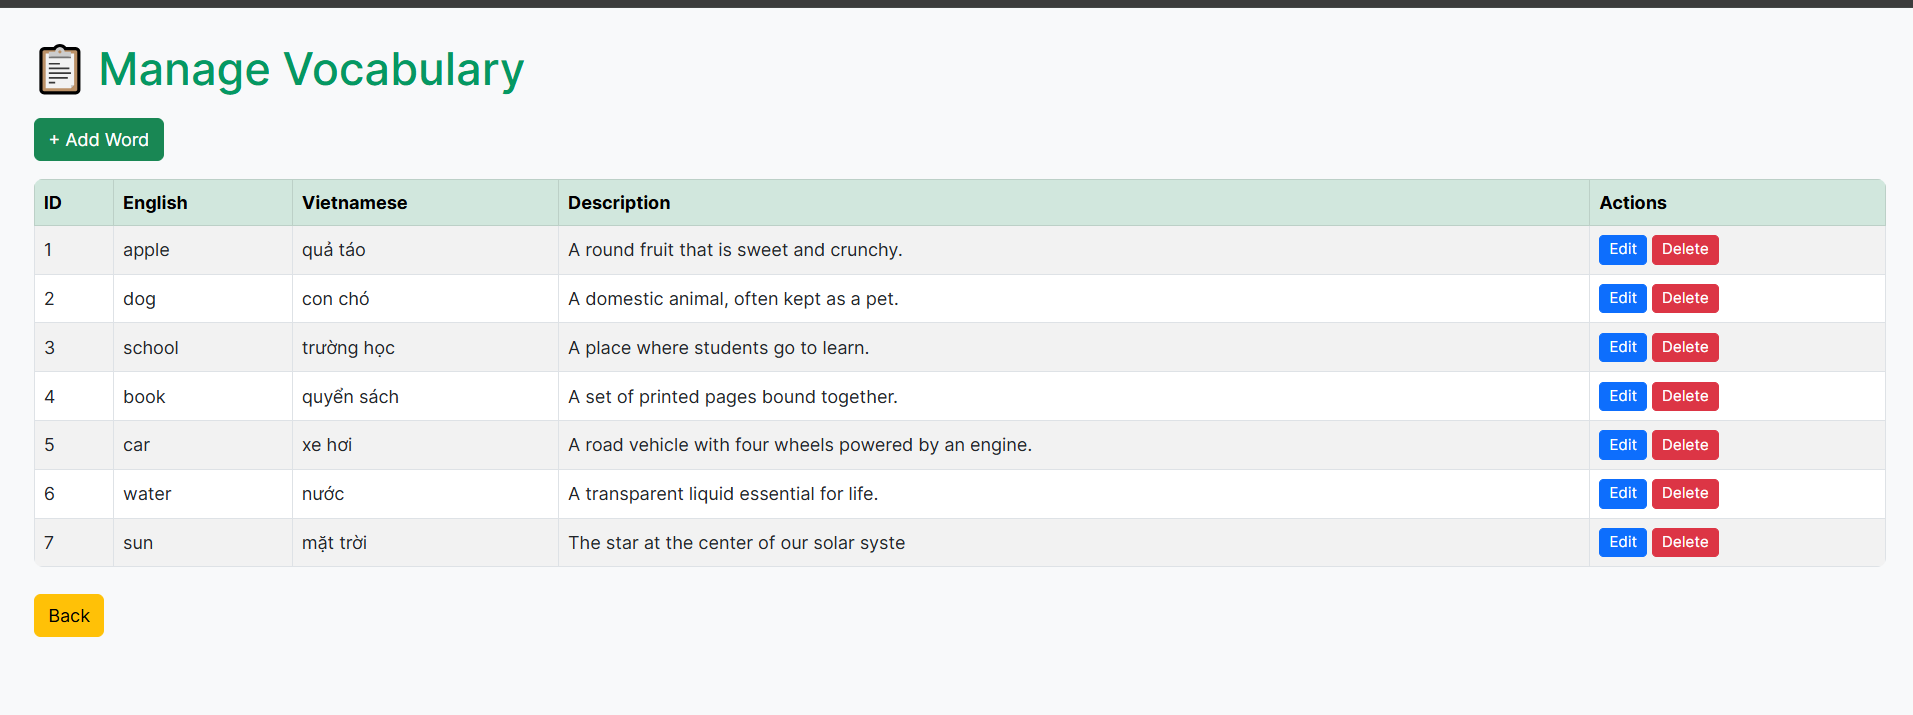 Manage Vocabulary
+ Add Word
ID English Vietnamese Description Actions
1 apple quả táo A round fruit that is sweet and crunchy. Edit Delete
2 dog con chó A domestic animal, often kept as a pet. Edit Delete
3 school trường học A place where students go to learn. Edit Delete
4 book quyển sách A set of printed pages bound together. Edit Delete
5 car xe hơi A road vehicle with four wheels powered by an engine. Edit Delete
6 water nước A transparent liquid essential for life. Edit Delete
7 sun mặt trời The star at the center of our solar syste Edit Delete
Back